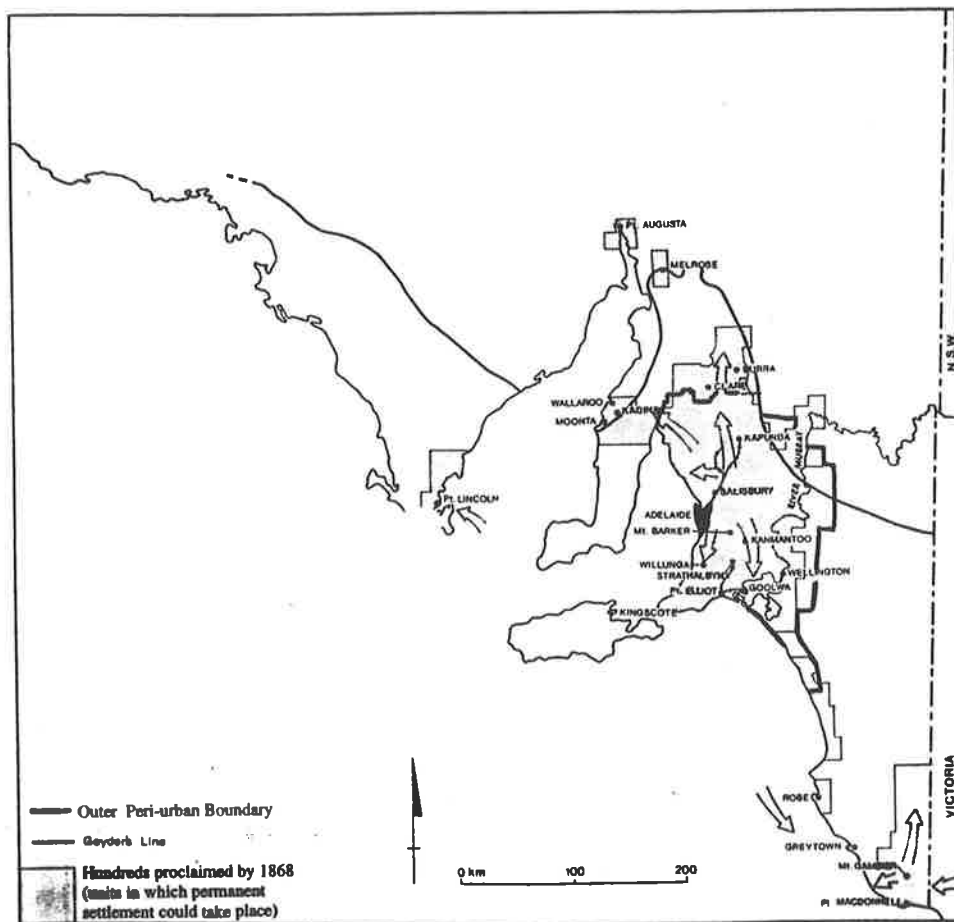 Pt. AUGUSTA
MELROSE
N.S.W
BURRA
CLARE
WALLAROO
KADINA
MOONTA
KAPUNDA
RIVER MURRAY
SALISBURY
Pt. LINCOLN
ADELAIDE
Mt. BARKER
KANMANTOO
WILLUNGA
WELLINGTON
STRATHALBYN
Pt. ELLIOT
GOOLWA
KINGSCOTE
VICTORIA
ROBE
GREYTOWN
Mt. GAMBIER
Pt. MACDONNELL
Outer Peri-urban Boundary
Goyder's Line
Hundreds proclaimed by 1868
(units in which permanent
settlement could take place)
0 km 100 200